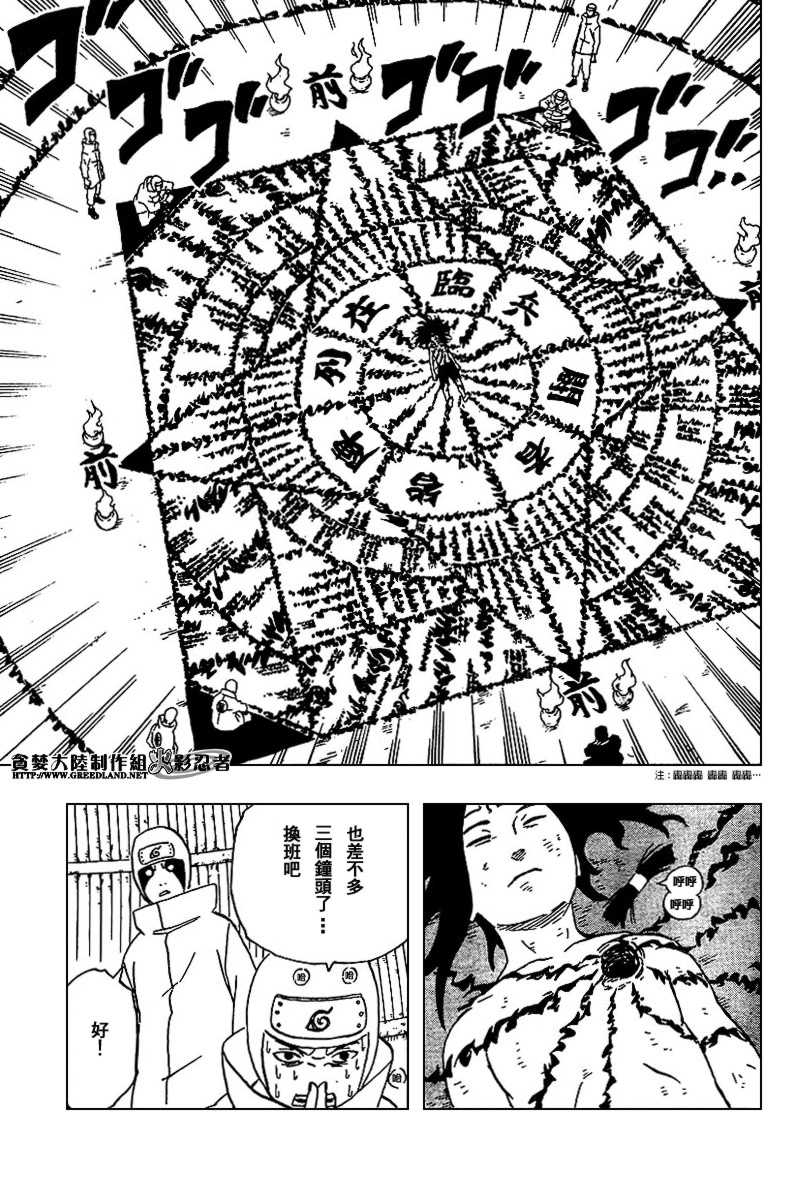 ゴゴ
ゴゴ
ゴゴゴ!!
前
前
前
前
臨
兵
闘
者
皆
陣
列
在
貪婪大陸制作組 火影忍者
HTTP://WWW.GREEDLAND.NET
注：轟轟轟 轟轟 轟轟…
呼呼
呼呼
也差不多
三個鐘頭了…
換班吧
哈
哈
哈
好！